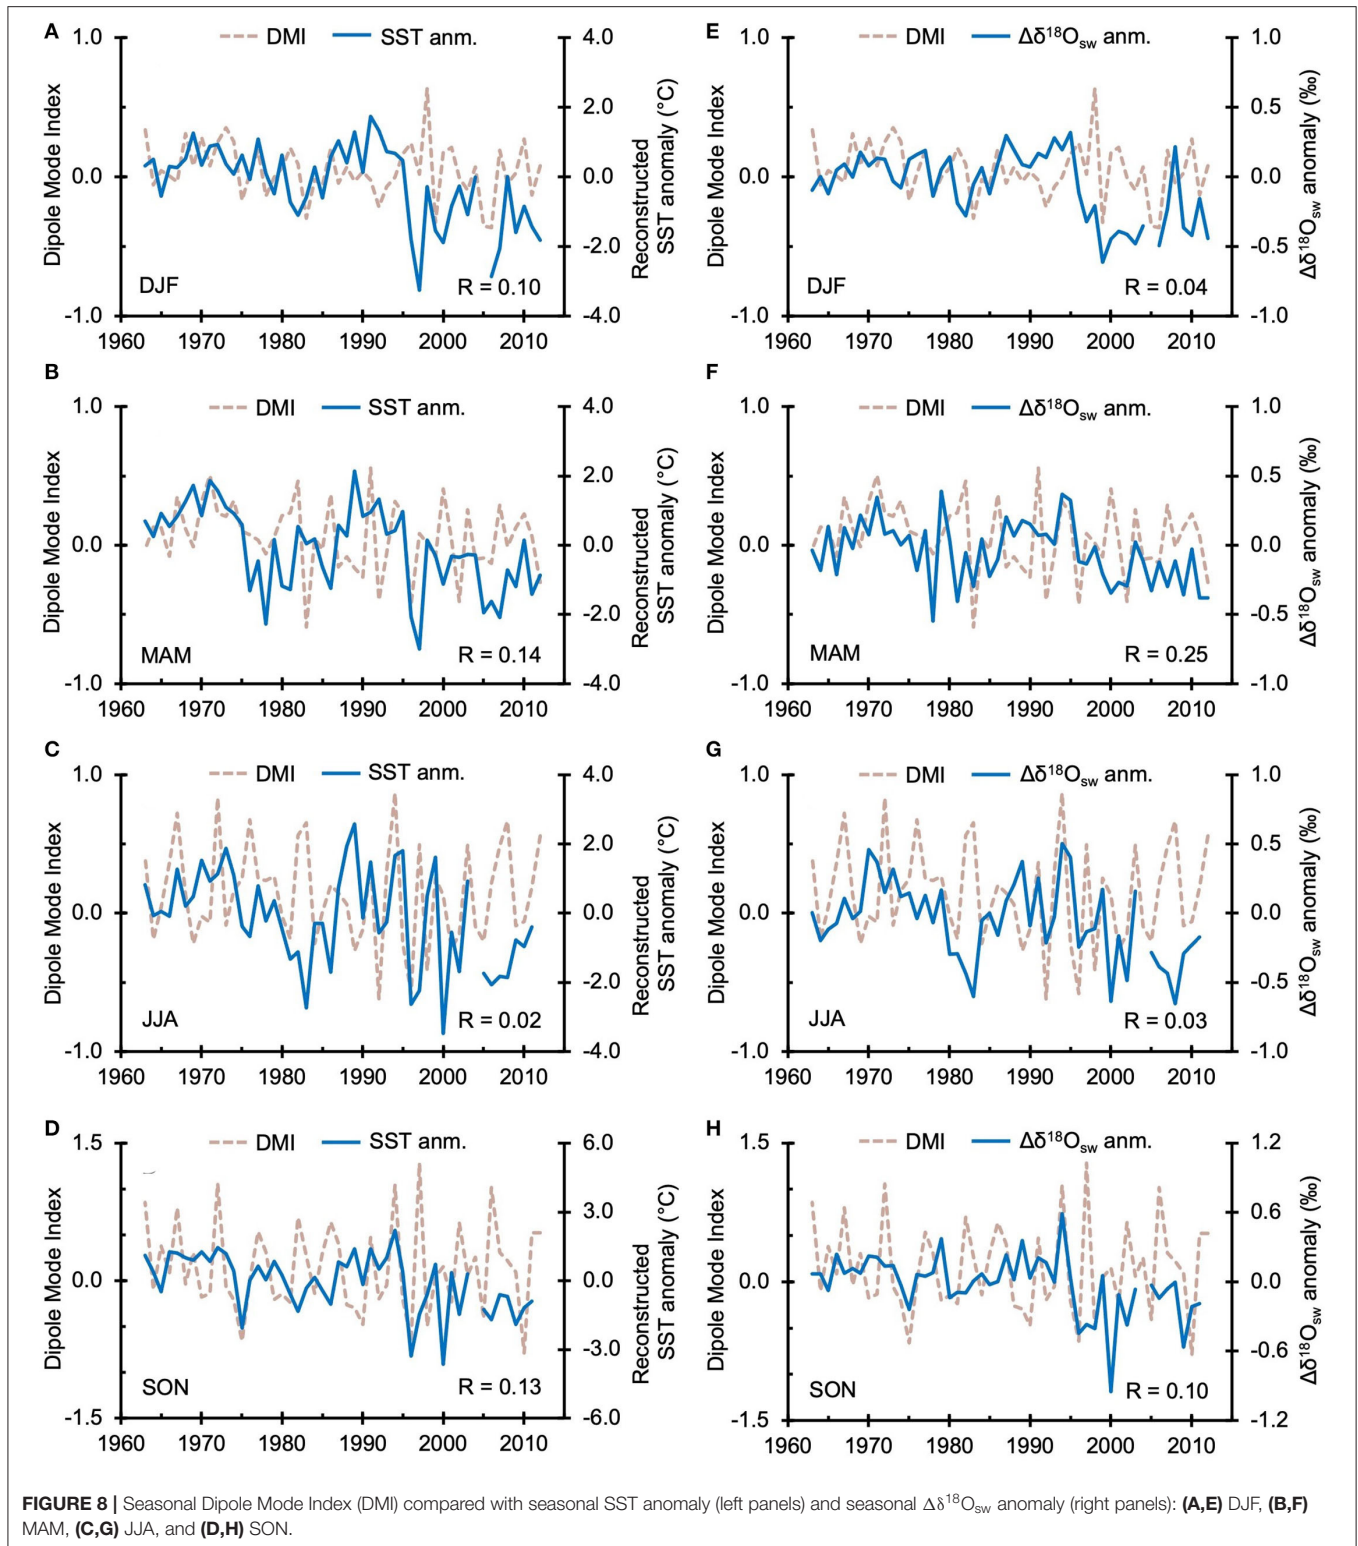 A
DMI SST anm.
1.0 0.0 -1.0
Dipole Mode Index
4.0 2.0 0.0 -2.0 -4.0
Reconstructed
SST anomaly (°C)
DJF R = 0.10
1960 1970 1980 1990 2000 2010
E
DMI Δδ¹⁸Osw anm.
1.0 0.0 -1.0
Dipole Mode Index
1.0 0.5 0.0 -0.5 -1.0
Δδ¹⁸Osw anomaly (‰)
DJF R = 0.04
1960 1970 1980 1990 2000 2010
B
DMI SST anm.
1.0 0.0 -1.0
Dipole Mode Index
4.0 2.0 0.0 -2.0 -4.0
Reconstructed
SST anomaly (°C)
MAM R = 0.14
1960 1970 1980 1990 2000 2010
F
DMI Δδ¹⁸Osw anm.
1.0 0.0 -1.0
Dipole Mode Index
1.0 0.5 0.0 -0.5 -1.0
Δδ¹⁸Osw anomaly (‰)
MAM R = 0.25
1960 1970 1980 1990 2000 2010
C
DMI SST anm.
1.0 0.0 -1.0
Dipole Mode Index
4.0 2.0 0.0 -2.0 -4.0
Reconstructed
SST anomaly (°C)
JJA R = 0.02
1960 1970 1980 1990 2000 2010
G
DMI Δδ¹⁸Osw anm.
1.0 0.0 -1.0
Dipole Mode Index
1.0 0.5 0.0 -0.5 -1.0
Δδ¹⁸Osw anomaly (‰)
JJA R = 0.03
1960 1970 1980 1990 2000 2010
D
DMI SST anm.
1.5 0.0 -1.5
Dipole Mode Index
6.0 3.0 0.0 -3.0 -6.0
Reconstructed
SST anomaly (°C)
SON R = 0.13
1960 1970 1980 1990 2000 2010
H
DMI Δδ¹⁸Osw anm.
1.5 0.0 -1.5
Dipole Mode Index
1.2 0.6 0.0 -0.6 -1.2
Δδ¹⁸Osw anomaly (‰)
SON R = 0.10
1960 1970 1980 1990 2000 2010
FIGURE 8 | Seasonal Dipole Mode Index (DMI) compared with seasonal SST anomaly (left panels) and seasonal Δδ¹⁸Osw anomaly (right panels): (A,E) DJF, (B,F)
MAM, (C,G) JJA, and (D,H) SON.